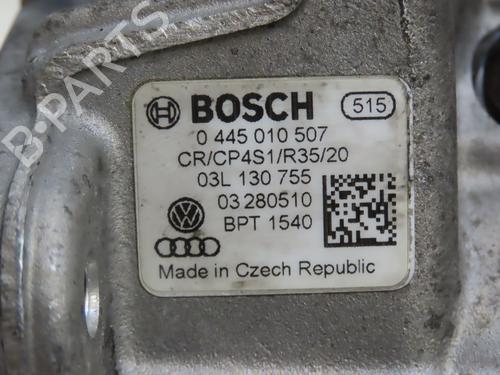 BOSCH 515
0 445 010 507
CR/CP4S1/R35/20
03L 130 755
03 280510
BPT 1540
Made in Czech Republic
B-PARTS